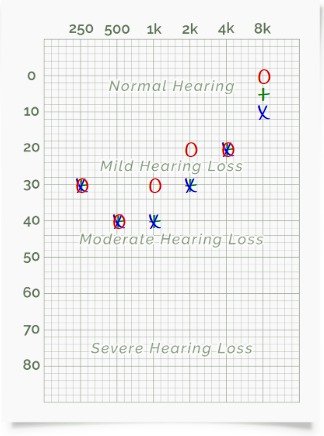 250 500 1k 2k 4k 8k
0
Normal Hearing
10
20
Mild Hearing Loss
30
40
Moderate Hearing Loss
50
60
70
Severe Hearing Loss
80